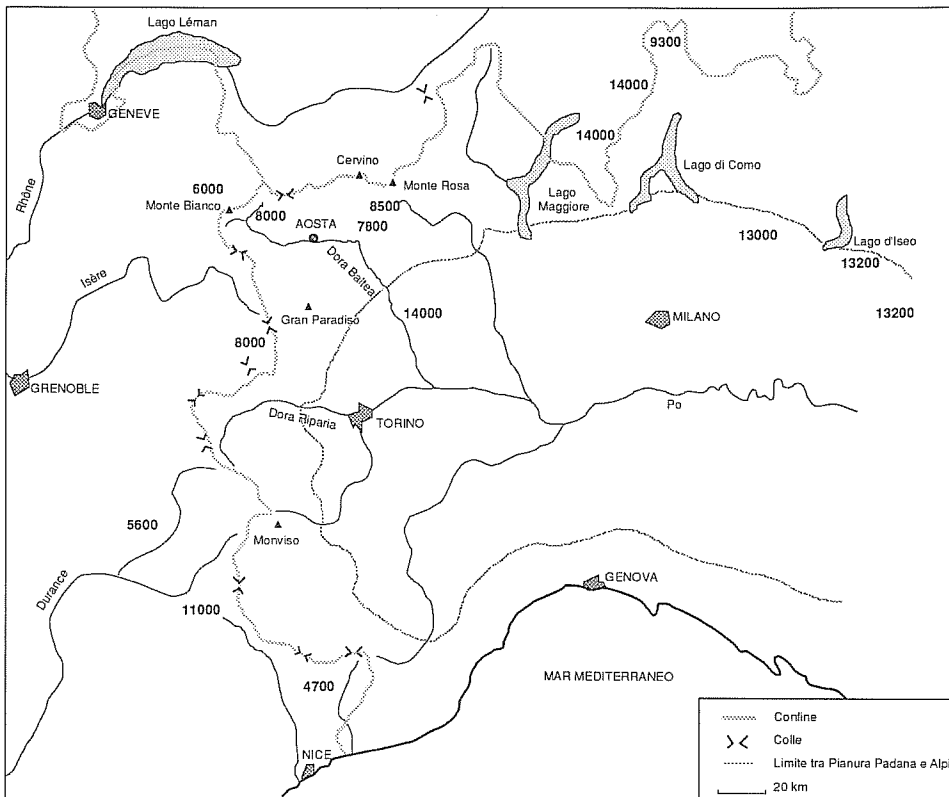 Lago Léman
9300
14000
GENEVE
14000
Cervino
Lago di Como
Rhône
6000
Monte Rosa
Lago
Maggiore
Monte Bianco
8000
8500
AOSTA
7800
13000
Lago d'Iseo
Dora Baltea
13200
Isère
14000
13200
Gran Paradiso
MILANO
8000
GRENOBLE
Po
Dora Riparia
TORINO
5600
Monviso
Durance
GENOVA
11000
MAR MEDITERRANEO
4700
NICE
Confine
Colle
Limite tra Pianura Padana e Alpi
20 km